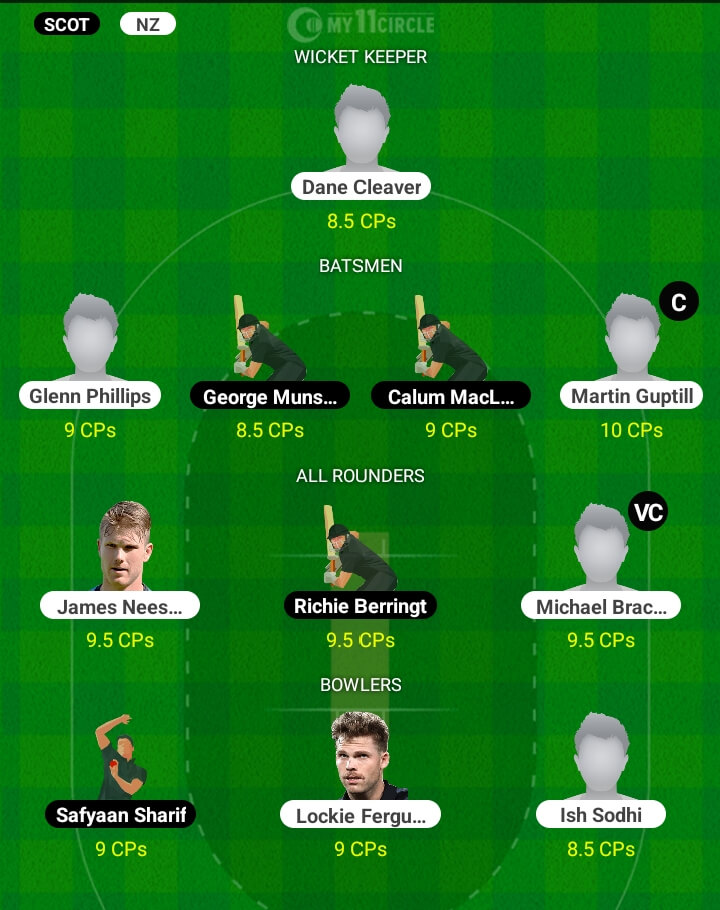 SCOT NZ MY11CIRCLE
WICKET KEEPER
Dane Cleaver
8.5 CPs
BATSMEN
C
Glenn Phillips George Muns... Calum MacL... Martin Guptill
9 CPs 8.5 CPs 9 CPs 10 CPs
ALL ROUNDERS
VC
James Nees... Richie Berringt Michael Brac...
9.5 CPs 9.5 CPs 9.5 CPs
BOWLERS
Safyaan Sharif Lockie Fergu... Ish Sodhi
9 CPs 9 CPs 8.5 CPs